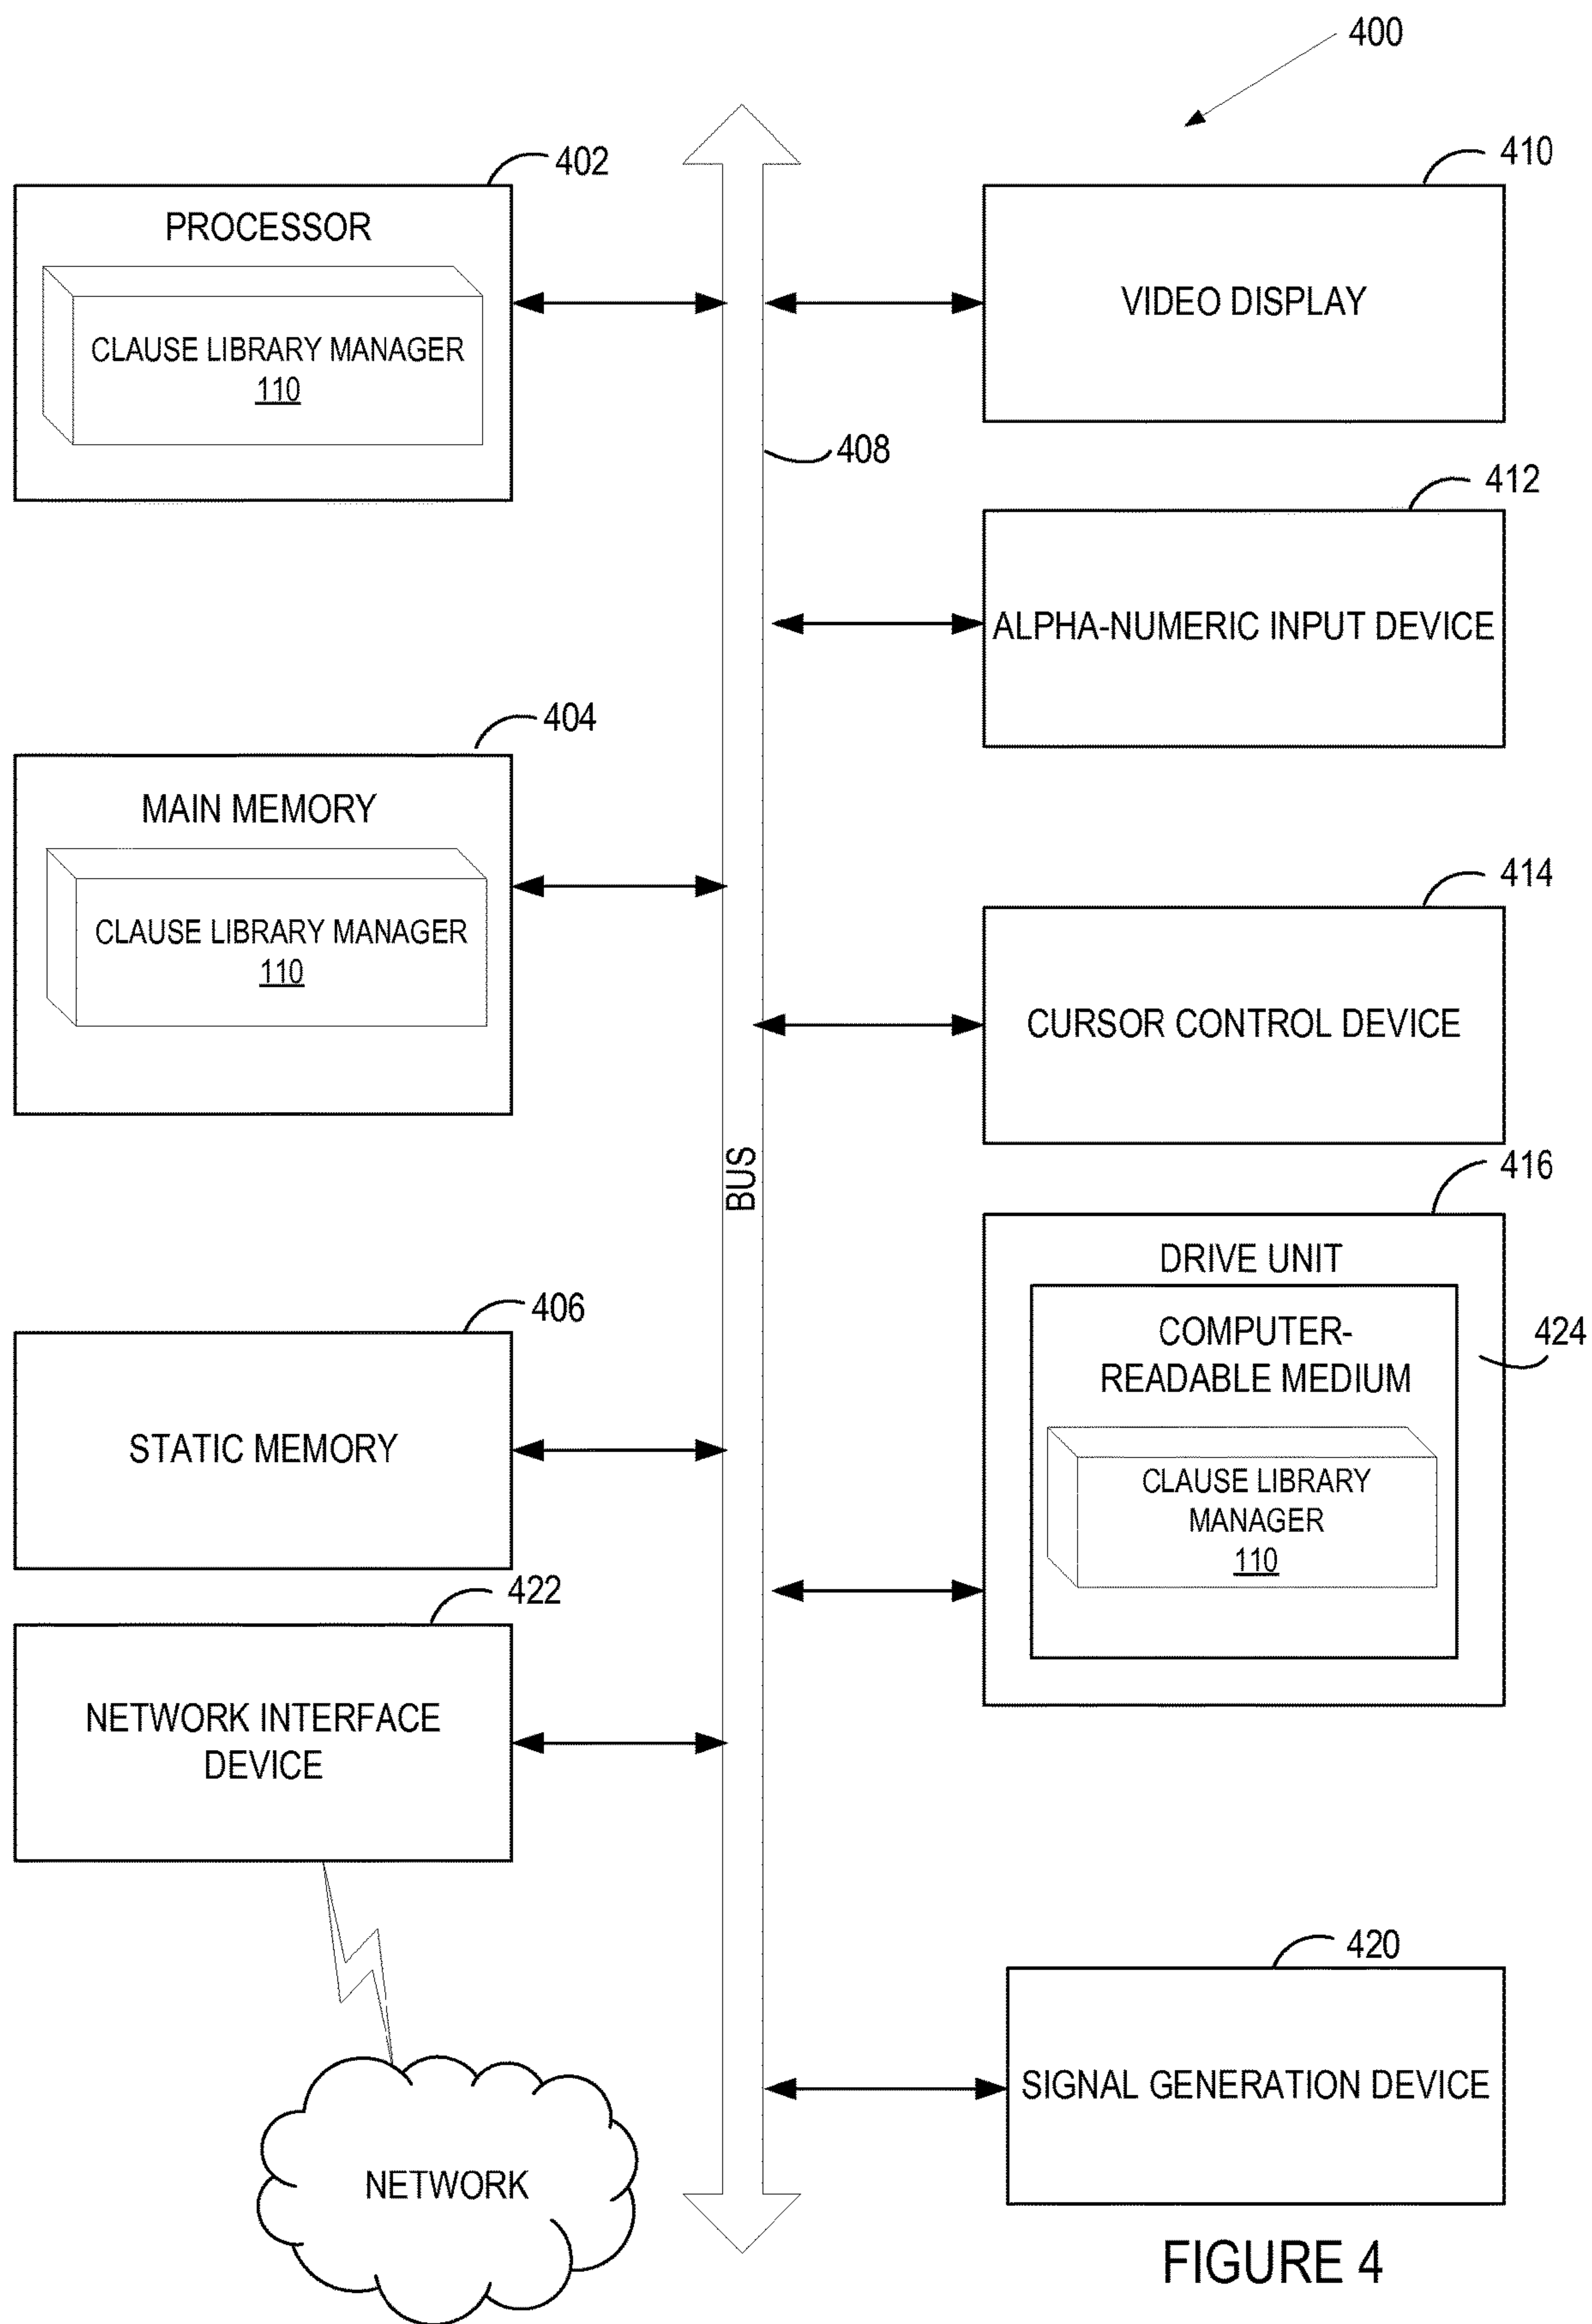 400
402
PROCESSOR
CLAUSE LIBRARY MANAGER
110
404
MAIN MEMORY
CLAUSE LIBRARY MANAGER
110
406
STATIC MEMORY
422
NETWORK INTERFACE
DEVICE
NETWORK
408
BUS
410
VIDEO DISPLAY
412
ALPHA-NUMERIC INPUT DEVICE
414
CURSOR CONTROL DEVICE
416
DRIVE UNIT
424
COMPUTER-
READABLE MEDIUM
CLAUSE LIBRARY
MANAGER
110
420
SIGNAL GENERATION DEVICE
FIGURE 4